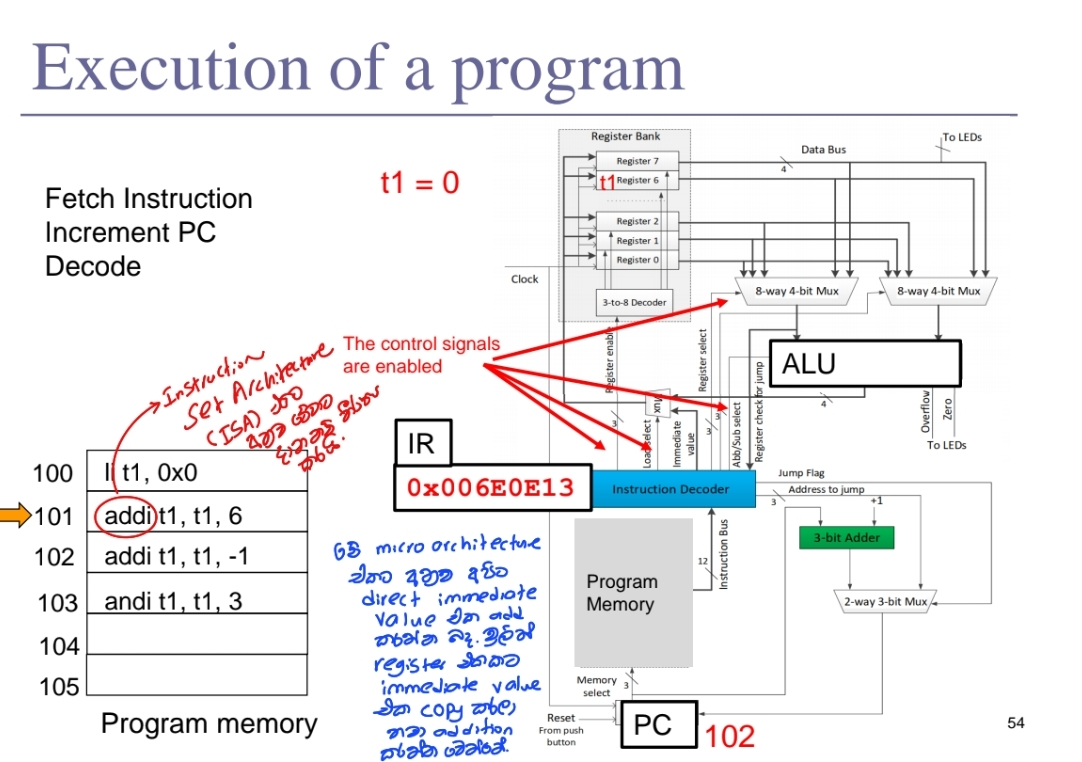 Execution of a program
Fetch Instruction
Increment PC
Decode
t1 = 0
Register Bank
Register 7
t1 Register 6
Register 2
Register 1
Register 0
3-to-8 Decoder
Clock
Data Bus
4
To LEDs
8-way 4-bit Mux
8-way 4-bit Mux
The control signals
are enabled
Register enable
Register select
3
3
3
Mux
Load select
Immediate
value
Abb/Sub select
Register check for jump
ALU
4
Overflow
Zero
To LEDs
Instruction
Set Architecture
(ISA) එකට
අනුව
කරයි.
IR
0x006E0E13
Instruction Decoder
Jump Flag
3
Address to jump
+1
3-bit Adder
2-way 3-bit Mux
Program
Memory
12
Instruction Bus
Memory
select
3
Reset
From push
button
PC
102
100 li t1, 0x0
101 addi t1, t1, 6
102 addi t1, t1, -1
103 andi t1, t1, 3
104
105
Program memory
මේ micro architecture
එකට අනුව අපිට
direct immediate
value එක add
කරන්න බෑ. මුලින්
register එකකට
immediate value
එක copy කරලා
තමා addition
කරන්න වෙන්නේ.
54